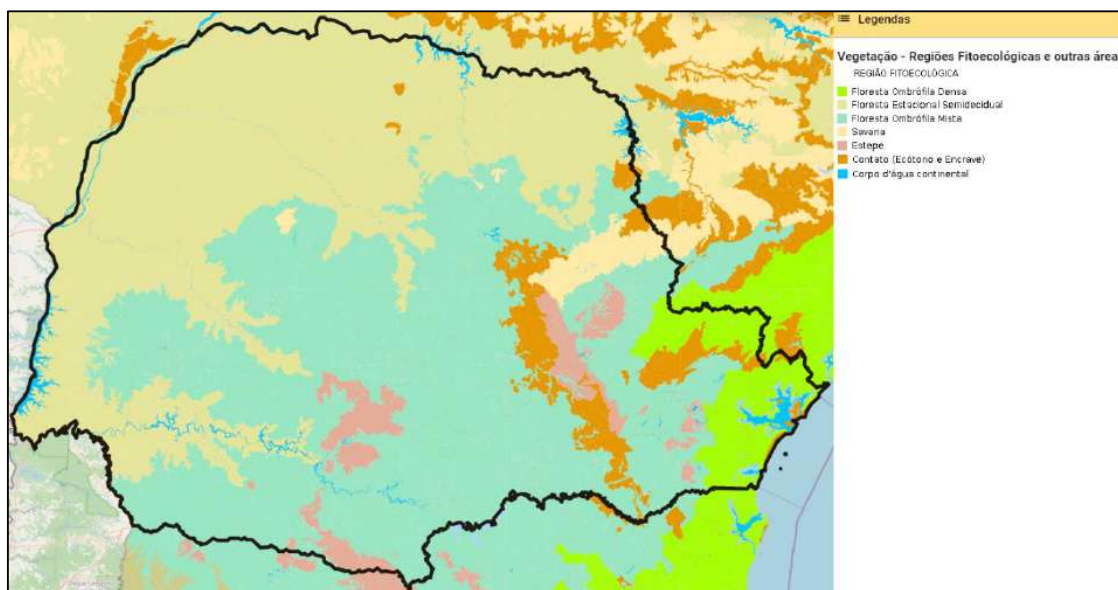 Legendas
Vegetação - Regiões Fitoecológicas e outras área
REGIÃO FITOECOLÓGICA
Floresta Ombrófila Densa
Floresta Estacional Semidecidual
Floresta Ombrófila Mista
Savana
Estepe
Contato (Ecótono e Encrave)
Corpo d'água continental